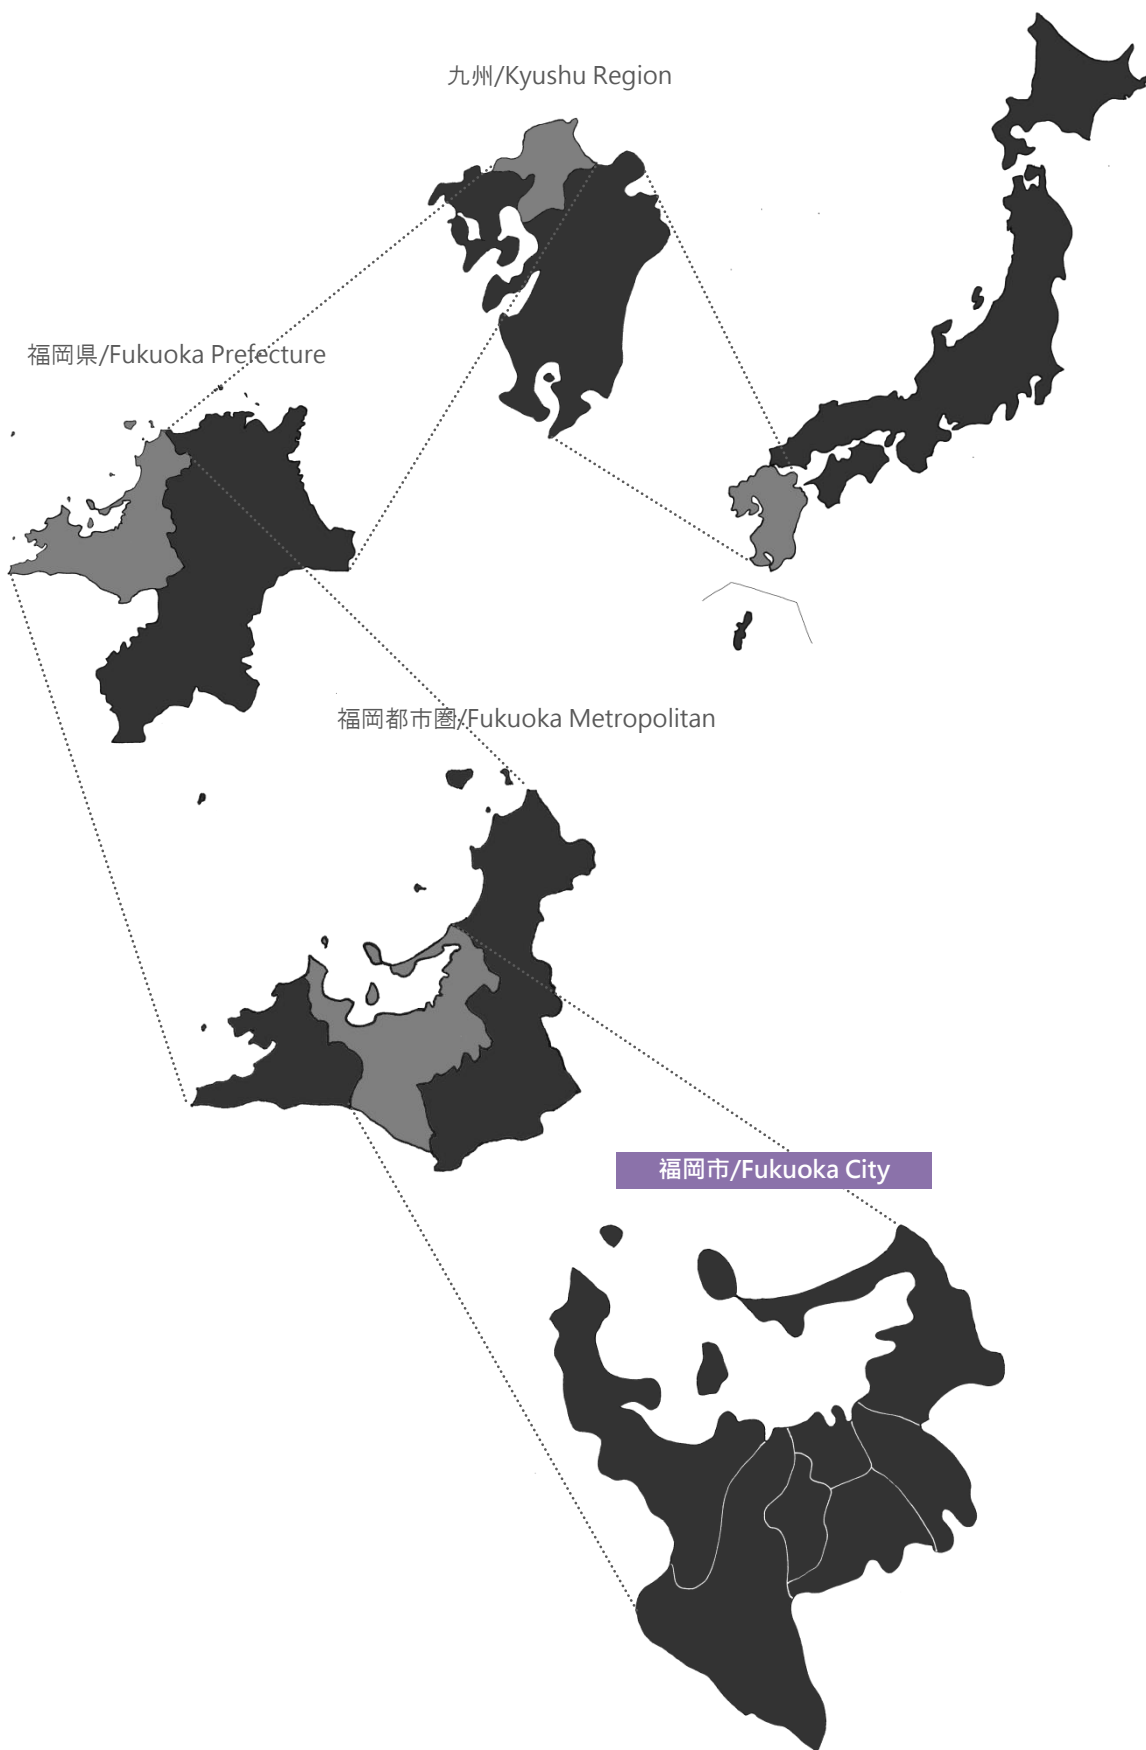 九州/Kyushu Region
福岡県/Fukuoka Prefecture
福岡都市圏/Fukuoka Metropolitan
福岡市/Fukuoka City